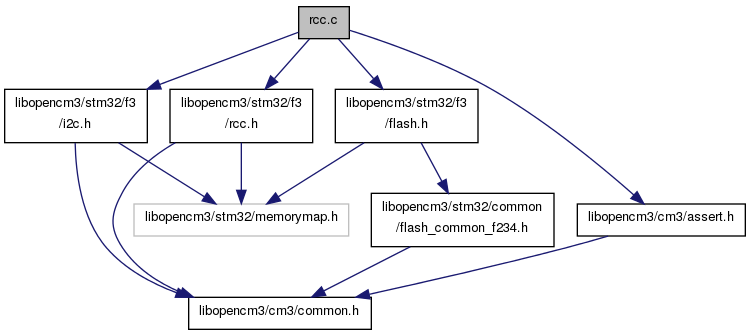 rcc.c
libopencm3/stm32/f3
/i2c.h
libopencm3/stm32/f3
/rcc.h
libopencm3/stm32/f3
/flash.h
libopencm3/stm32/memorymap.h
libopencm3/stm32/common
/flash_common_f234.h
libopencm3/cm3/assert.h
libopencm3/cm3/common.h